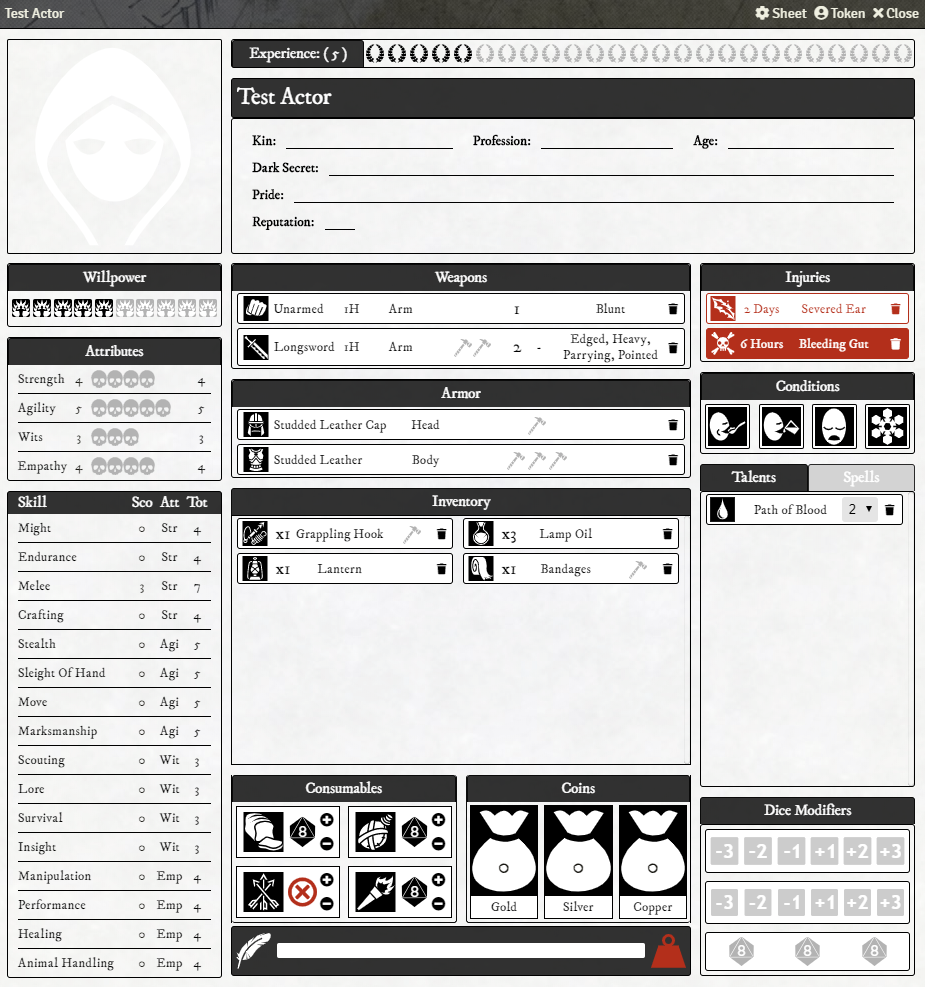 Test Actor Sheet Token Close
Experience: ( 5 )
Test Actor
Kin: Profession: Age:
Dark Secret:
Pride:
Reputation:
Willpower
Attributes
Strength 4 4
Agility 5 5
Wits 3 3
Empathy 4 4
Skill Sco Att Tot
Might 0 Str 4
Endurance 0 Str 4
Melee 3 Str 7
Crafting 0 Str 4
Stealth 0 Agi 5
Sleight Of Hand 0 Agi 5
Move 0 Agi 5
Marksmanship 0 Agi 5
Scouting 0 Wit 3
Lore 0 Wit 3
Survival 0 Wit 3
Insight 0 Wit 3
Manipulation 0 Emp 4
Performance 0 Emp 4
Healing 0 Emp 4
Animal Handling 0 Emp 4
Weapons
Unarmed 1H Arm 1 Blunt
Longsword 1H Arm 2 - Edged, Heavy,
Parrying, Pointed
Armor
Studded Leather Cap Head
Studded Leather Body
Inventory
x1 Grappling Hook
x3 Lamp Oil
x1 Lantern
x1 Bandages
Consumables
8 8
8
Coins
0 0 0
Gold Silver Copper
Injuries
2 Days Severed Ear
6 Hours Bleeding Gut
Conditions
Talents Spells
Path of Blood 2
Dice Modifiers
-3 -2 -1 +1 +2 +3
-3 -2 -1 +1 +2 +3
8 8 8